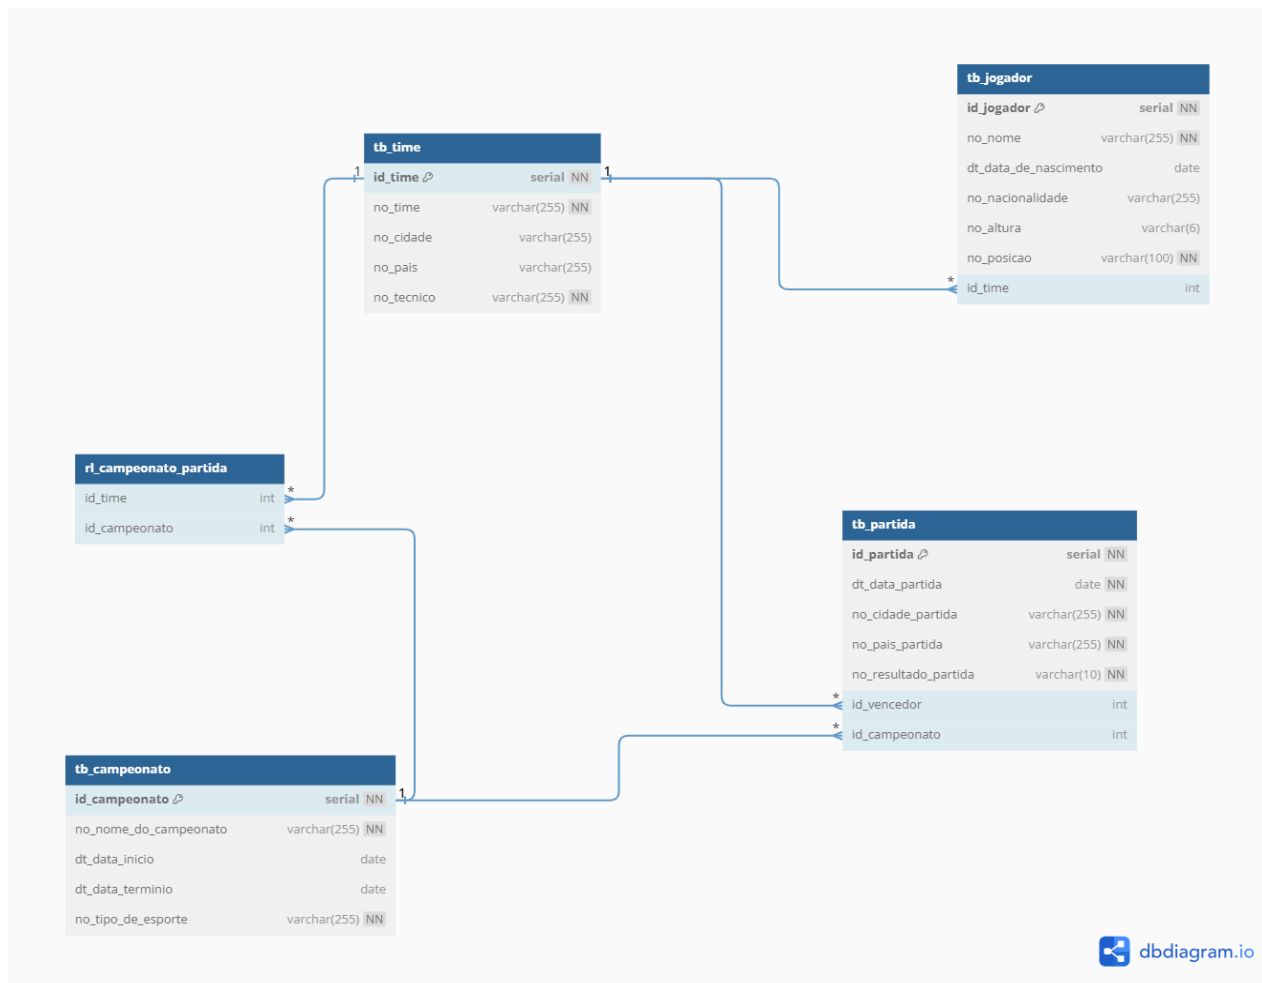 tb_jogador
id_jogador serial NN
no_nome varchar(255) NN
dt_data_de_nascimento date
no_nacionalidade varchar(255)
no_altura varchar(6)
no_posicao varchar(100) NN
* id_time int
tb_time
1 id_time serial NN 1
no_time varchar(255) NN
no_cidade varchar(255)
no_pais varchar(255)
no_tecnico varchar(255) NN
rl_campeonato_partida
id_time int *
id_campeonato int *
tb_partida
id_partida serial NN
dt_data_partida date NN
no_cidade_partida varchar(255) NN
no_pais_partida varchar(255) NN
no_resultado_partida varchar(10) NN
* id_vencedor int
* id_campeonato int
tb_campeonato
id_campeonato serial NN 1
no_nome_do_campeonato varchar(255) NN
dt_data_inicio date
dt_data_terminio date
no_tipo_de_esporte varchar(255) NN
dbdiagram.io